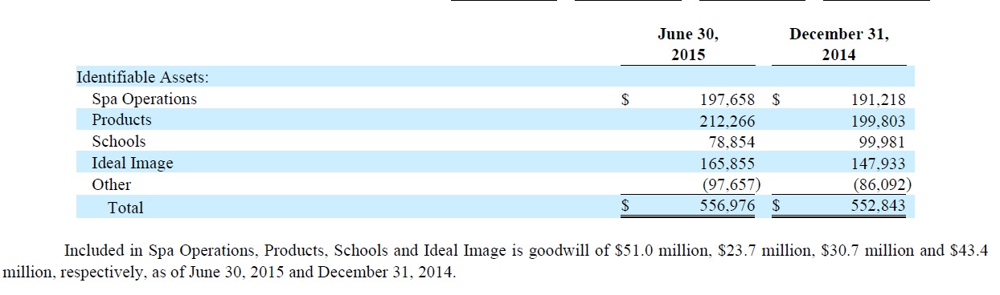 June 30, December 31,
2015 2014
Identifiable Assets:
Spa Operations $ 197,658 $ 191,218
Products 212,266 199,803
Schools 78,854 99,981
Ideal Image 165,855 147,933
Other (97,657) (86,092)
Total $ 556,976 $ 552,843
Included in Spa Operations, Products, Schools and Ideal Image is goodwill of $51.0 million, $23.7 million, $30.7 million and $43.4
million, respectively, as of June 30, 2015 and December 31, 2014.